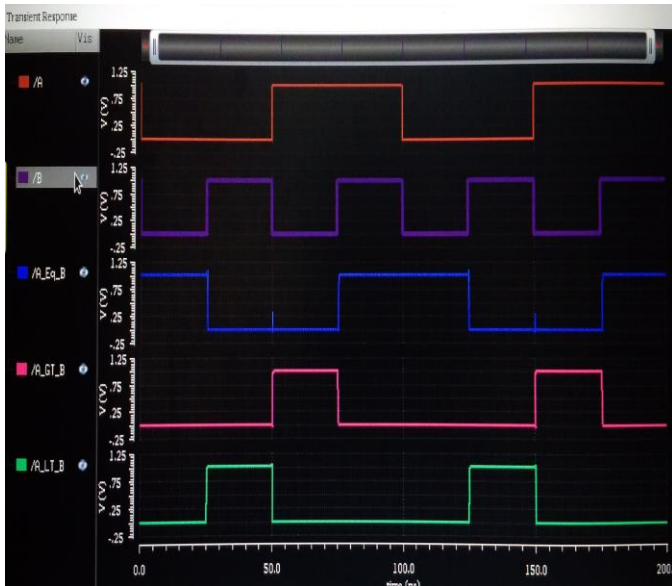 Transient Response
Name Vis
/A
1.25
.75
.25
-.25
V (V)
/B
1.25
.75
.25
-.25
V (V)
/A_Eq_B
1.25
.75
.25
-.25
V (V)
/A_GT_B
1.25
.75
.25
-.25
V (V)
/A_LT_B
1.25
.75
.25
-.25
V (V)
0.0 50.0 100.0 150.0
time (ns)